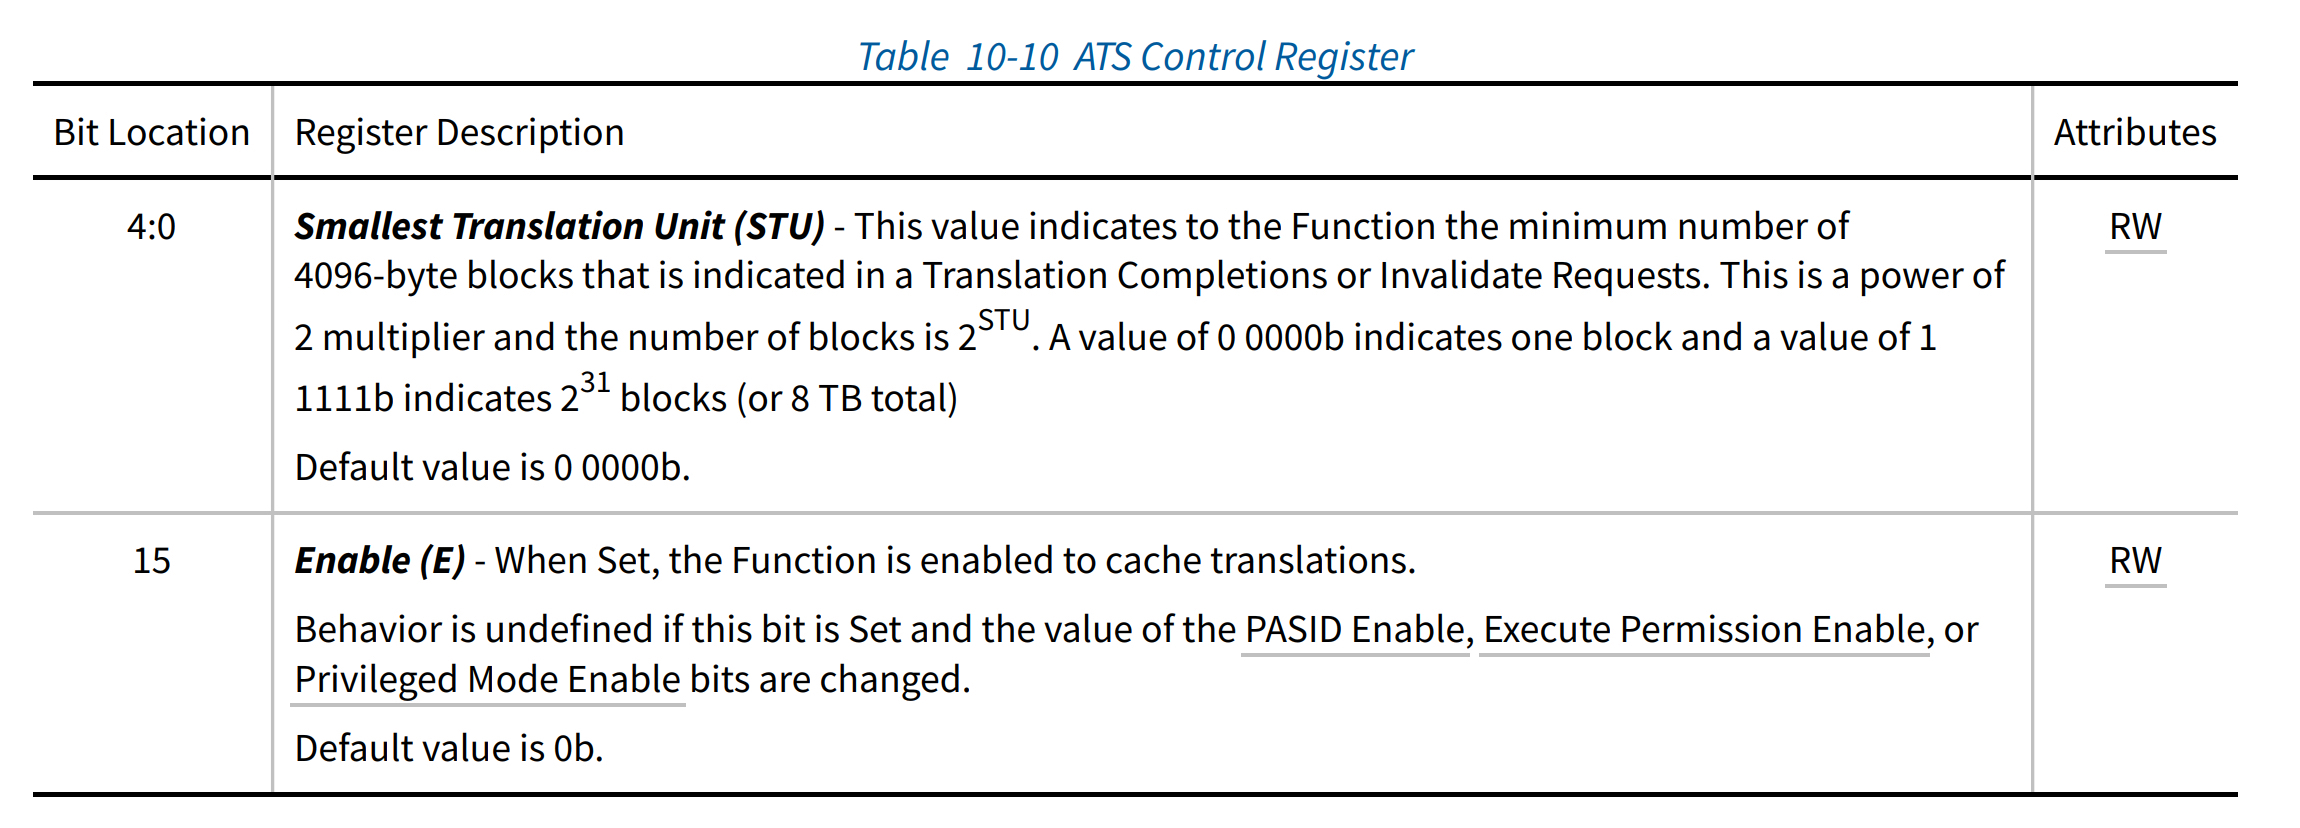 Table 10-10 ATS Control Register
Bit Location Register Description Attributes
4:0 Smallest Translation Unit (STU) - This value indicates to the Function the minimum number of RW
4096-byte blocks that is indicated in a Translation Completions or Invalidate Requests. This is a power of
2 multiplier and the number of blocks is 2^STU. A value of 0 0000b indicates one block and a value of 1
1111b indicates 2^31 blocks (or 8 TB total)
Default value is 0 0000b.
15 Enable (E) - When Set, the Function is enabled to cache translations. RW
Behavior is undefined if this bit is Set and the value of the PASID Enable, Execute Permission Enable, or
Privileged Mode Enable bits are changed.
Default value is 0b.